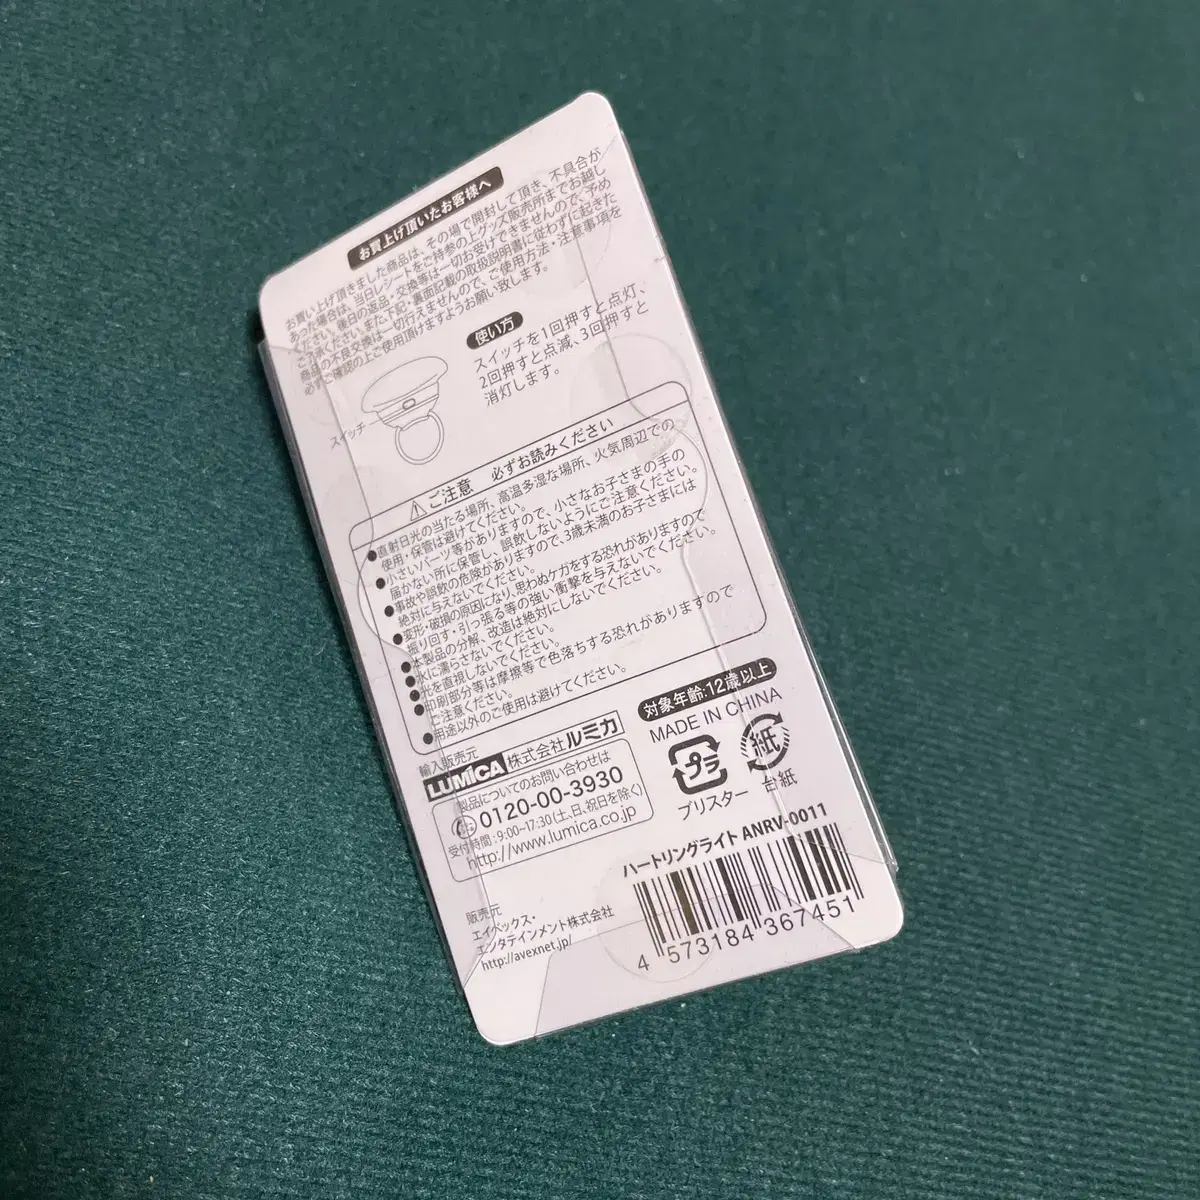 お買上げ頂いたお客様へ
お買い上げ頂きました商品は、その場で開封して頂き、不具合が
あった場合は、当日レシートをご持参の上グッズ販売所までお越し
ください。後日の返品・交換等は一切お受けできませんので、予め
ご了承ください。また、下記・裏面記載の取扱説明書に従わずに起きた
商品の不良交換は一切行えませんので、ご使用方法・注意事項を
必ずご確認の上ご使用頂けますようお願い致します。
使い方
スイッチを1回押すと点灯、
2回押すと点滅、3回押すと
消灯します。
スイッチ
ご注意 必ずお読みください
●直射日光の当たる場所、高温多湿な場所、火気周辺での
使用・保管は避けてください。
●小さいパーツ等がありますので、小さなお子さまの手の
届かない所に保管し、誤飲しないようにご注意ください。
●事故や誤飲の危険がありますので、3歳未満のお子さまには
絶対に与えないでください。
●変形・破損の原因になり、思わぬケガをする恐れがありますので
振り回す・引っ張る等の強い衝撃を与えないでください。
●本製品の分解、改造は絶対にしないでください。
●水に濡らさないでください。
●光を直視しないでください。
●印刷部分等は摩擦等で色落ちする恐れがありますので
ご注意ください。
●用途以外のご使用は避けてください。
輸入販売元
LUMICA 株式会社ルミカ
製品についてのお問い合わせは
0120-00-3930
受付時間:9:00~17:30(土、日、祝日を除く)
http://www.lumica.co.jp
対象年齢:12歳以上
MADE IN CHINA
プラ
ブリスター
紙
台紙
販売元
エイベックス・
エンタテインメント株式会社
http://avexnet.jp/
ハートリングライト ANRV-0011
4 573184 367451